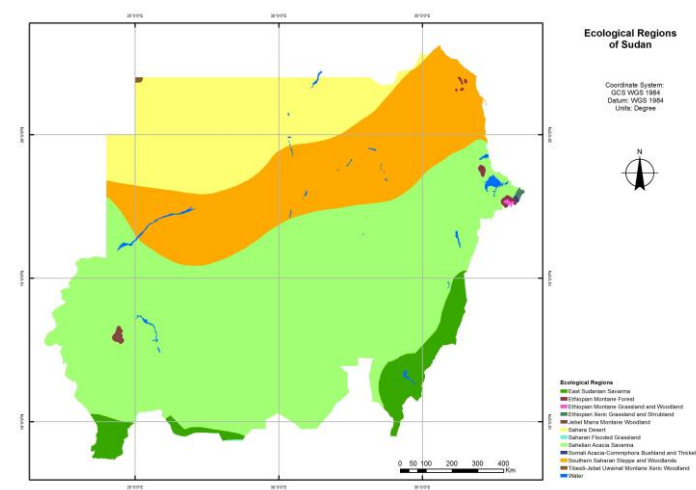 Ecological Regions
of Sudan
Coordinate System:
GCS WGS 1984
Datum: WGS 1984
Units: Degree
N
Ecological Regions
East Sudanian Savanna
Ethiopian Montane Forest
Ethiopian Montane Grassland and Woodland
Ethiopian Xeric Grassland and Shrubland
Jebel Marra Montane Woodland
Sahara Desert
Saharan Flooded Grassland
Sahelian Acacia Savanna
Somali Acacia-Commiphora Bushland and Thicket
Southern Saharan Steppe and Woodlands
Tibesti-Jebel Uweinat Montane Xeric Woodland
Water
0 50 100 200 300 400
Km